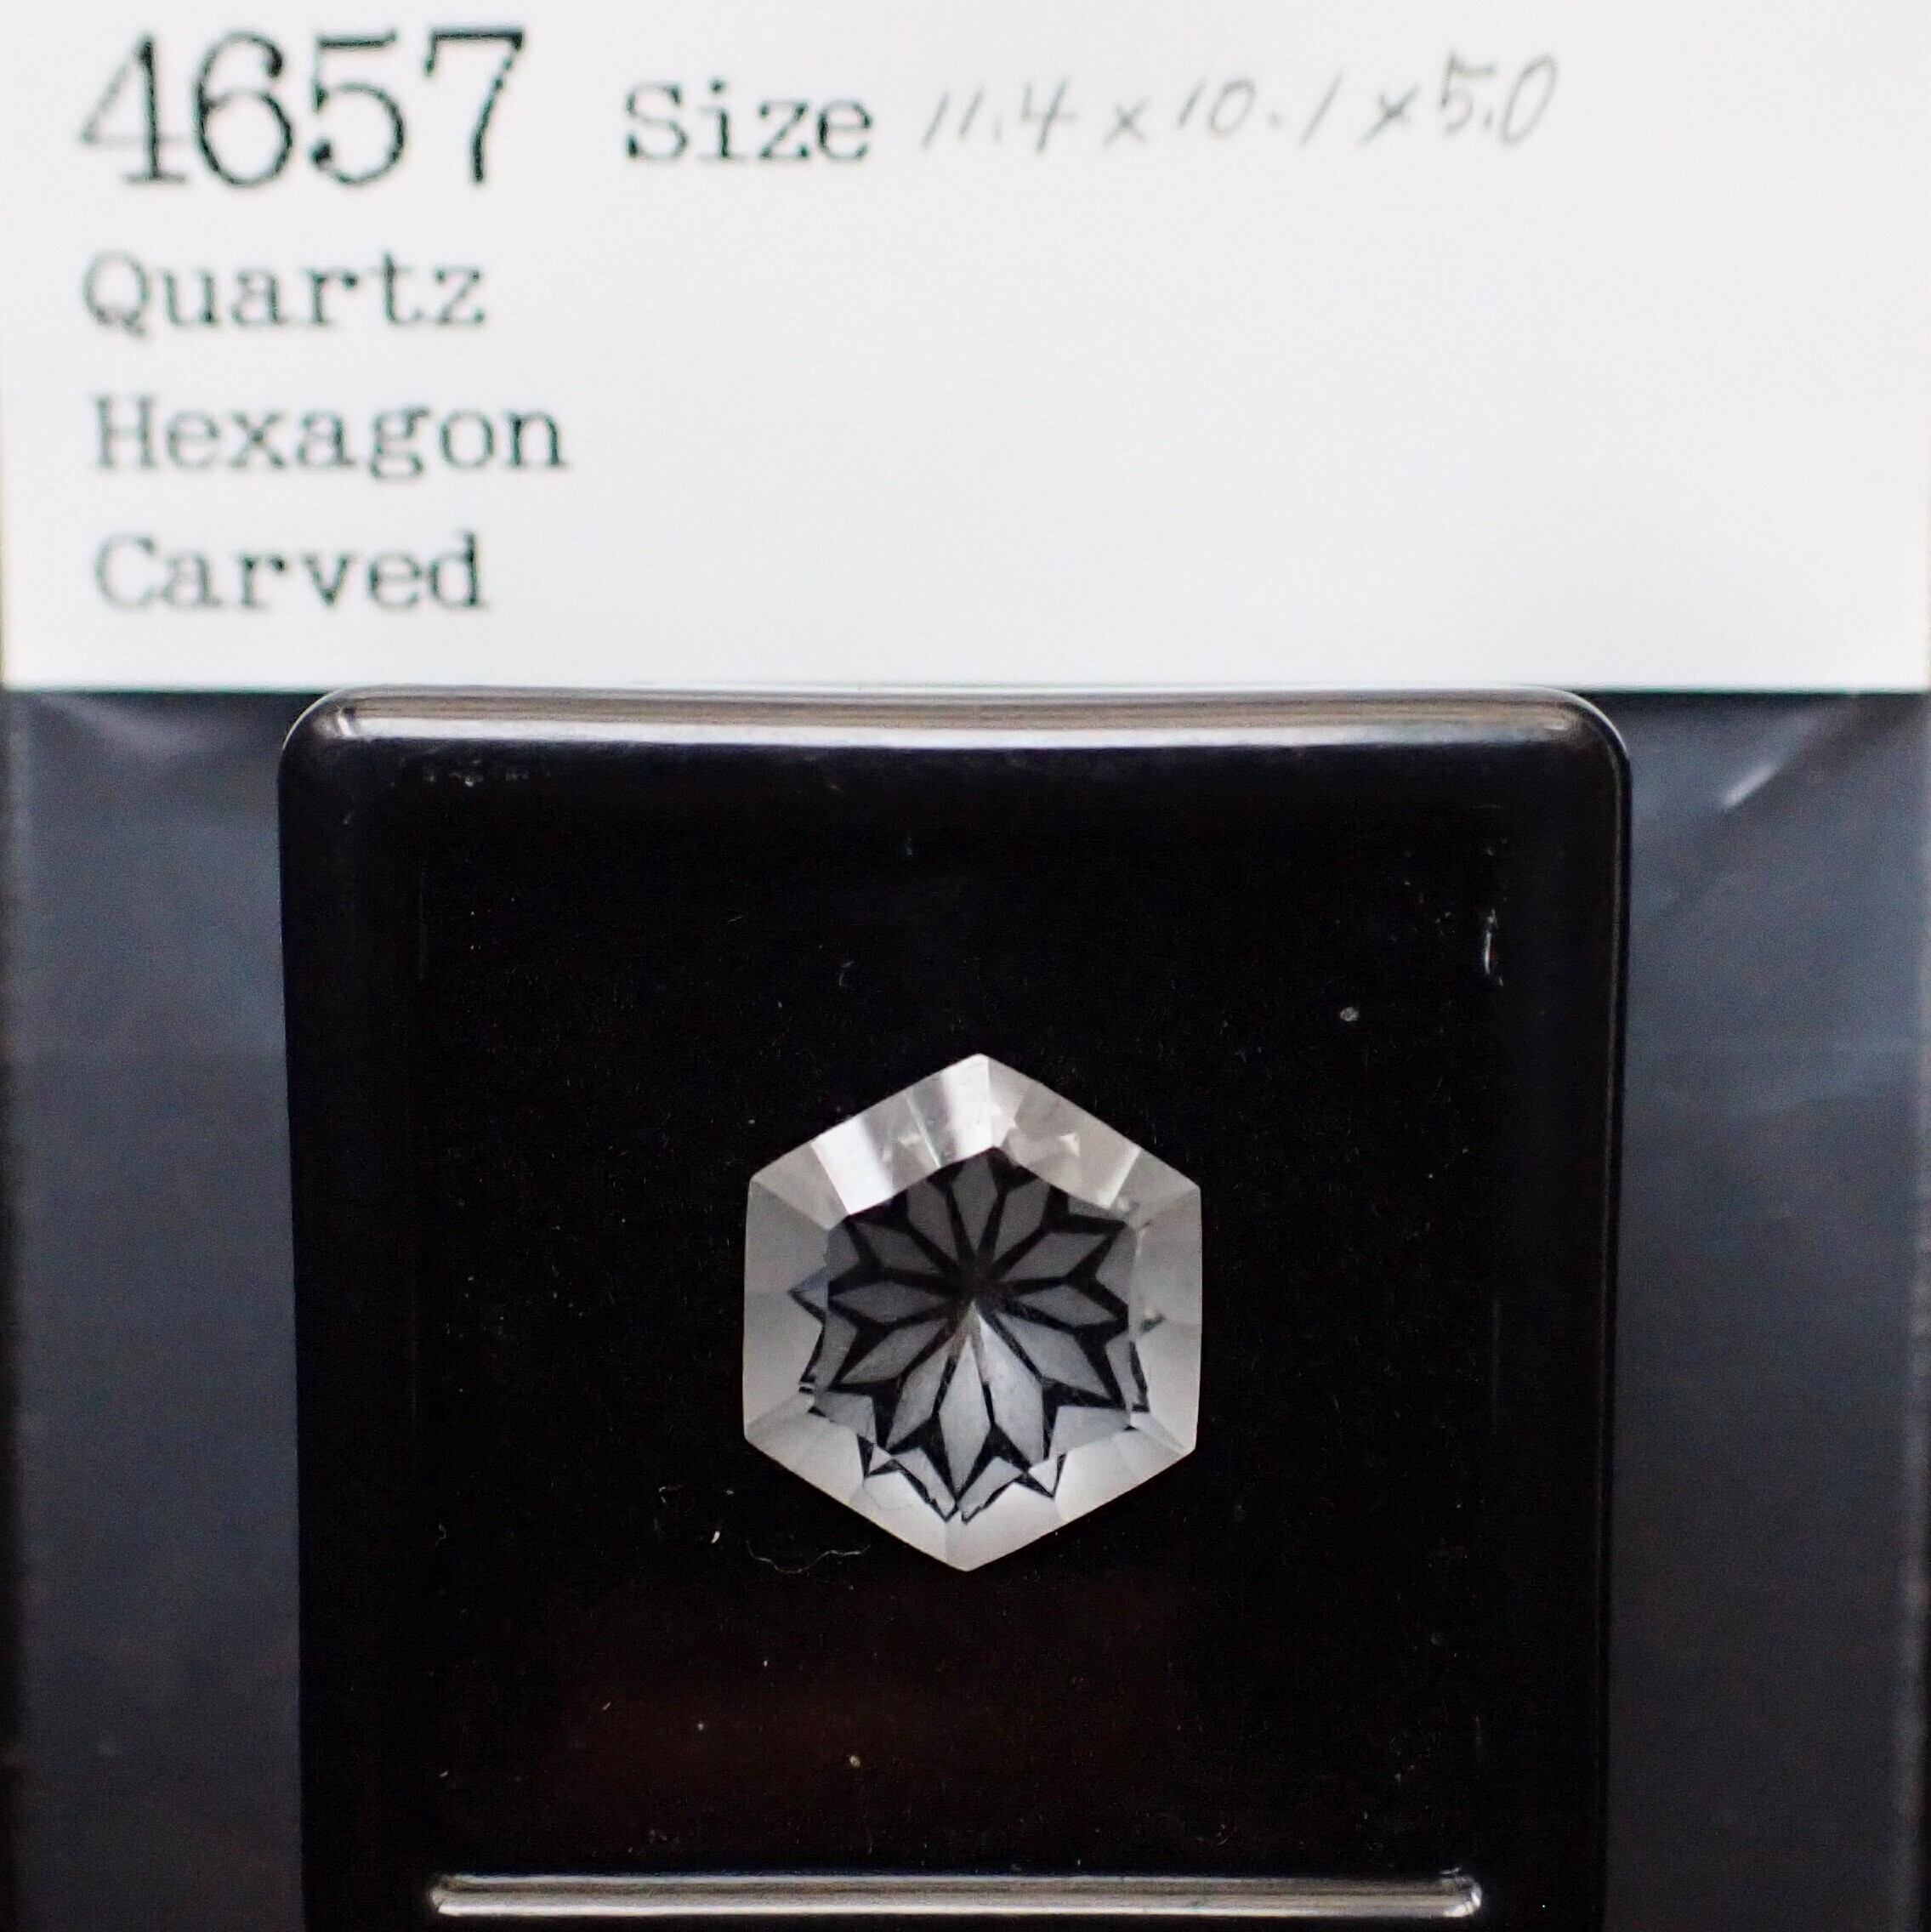 4657 Size 11.4 x 10.1 x 5.0
Quartz
Hexagon
Carved